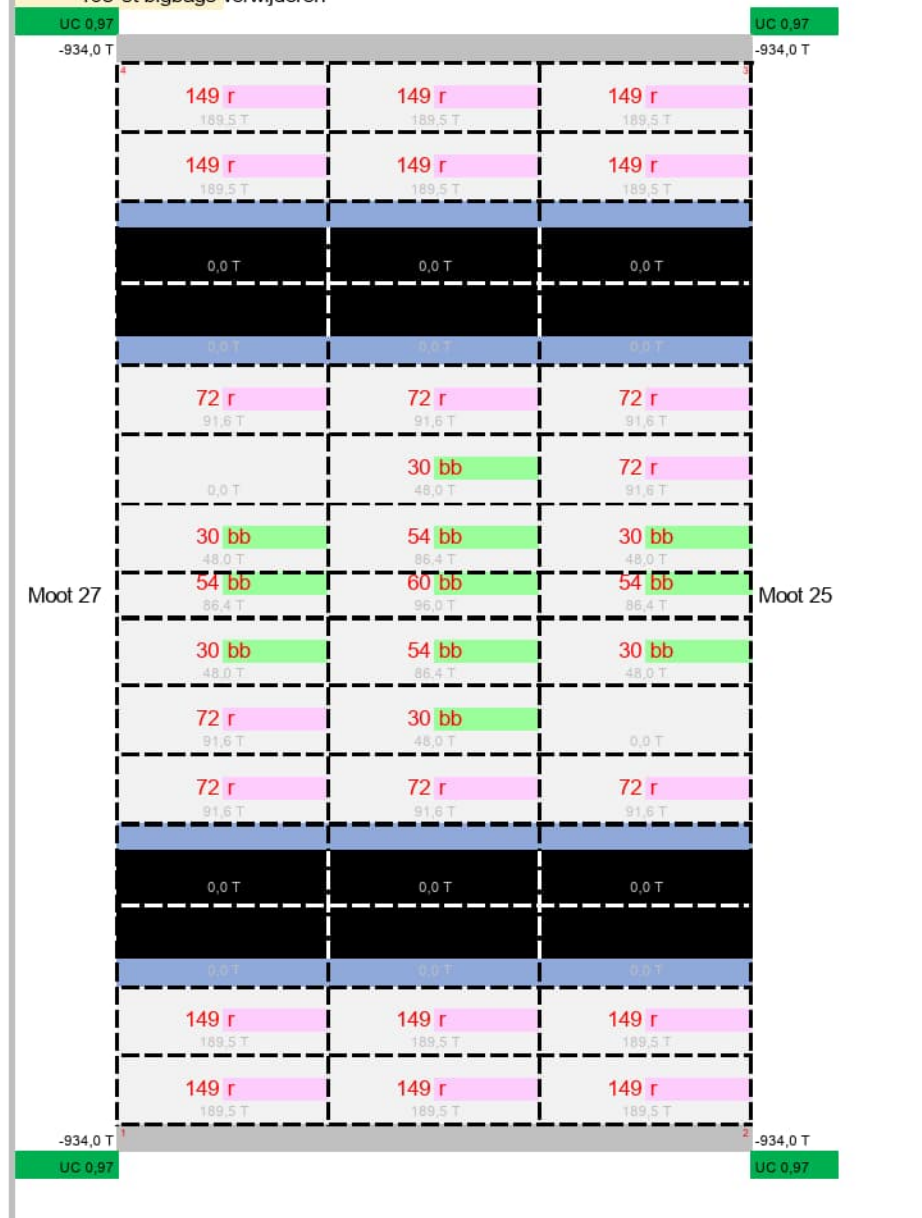 bigbags verwijderen
UC 0,97 UC 0,97
-934,0 T -934,0 T
4 3
149 r 149 r 149 r
189,5 T 189,5 T 189,5 T
149 r 149 r 149 r
189,5 T 189,5 T 189,5 T
0,0 T 0,0 T 0,0 T
0,0 T 0,0 T 0,0 T
72 r 72 r 72 r
91,6 T 91,6 T 91,6 T
30 bb 72 r
0,0 T 48,0 T 91,6 T
30 bb 54 bb 30 bb
48,0 T 86,4 T 48,0 T
54 bb 60 bb 54 bb
Moot 27 86,4 T 96,0 T 86,4 T Moot 25
30 bb 54 bb 30 bb
48,0 T 86,4 T 48,0 T
72 r 30 bb
91,6 T 48,0 T 0,0 T
72 r 72 r 72 r
91,6 T 91,6 T 91,6 T
0,0 T 0,0 T 0,0 T
0,0 T 0,0 T 0,0 T
149 r 149 r 149 r
189,5 T 189,5 T 189,5 T
149 r 149 r 149 r
189,5 T 189,5 T 189,5 T
-934,0 T 1 2 -934,0 T
UC 0,97 UC 0,97